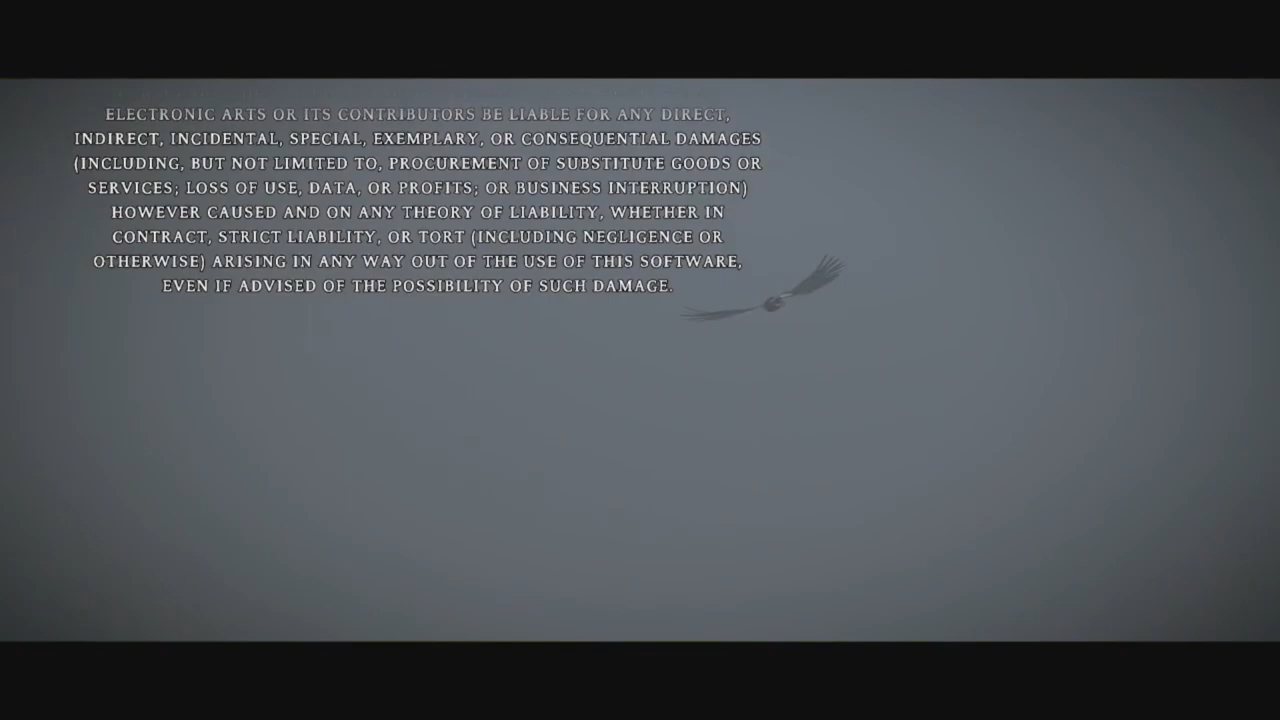 ELECTRONIC ARTS OR ITS CONTRIBUTORS BE LIABLE FOR ANY DIRECT,
INDIRECT, INCIDENTAL, SPECIAL, EXEMPLARY, OR CONSEQUENTIAL DAMAGES
(INCLUDING, BUT NOT LIMITED TO, PROCUREMENT OF SUBSTITUTE GOODS OR
SERVICES; LOSS OF USE, DATA, OR PROFITS; OR BUSINESS INTERRUPTION)
HOWEVER CAUSED AND ON ANY THEORY OF LIABILITY, WHETHER IN
CONTRACT, STRICT LIABILITY, OR TORT (INCLUDING NEGLIGENCE OR
OTHERWISE) ARISING IN ANY WAY OUT OF THE USE OF THIS SOFTWARE,
EVEN IF ADVISED OF THE POSSIBILITY OF SUCH DAMAGE.